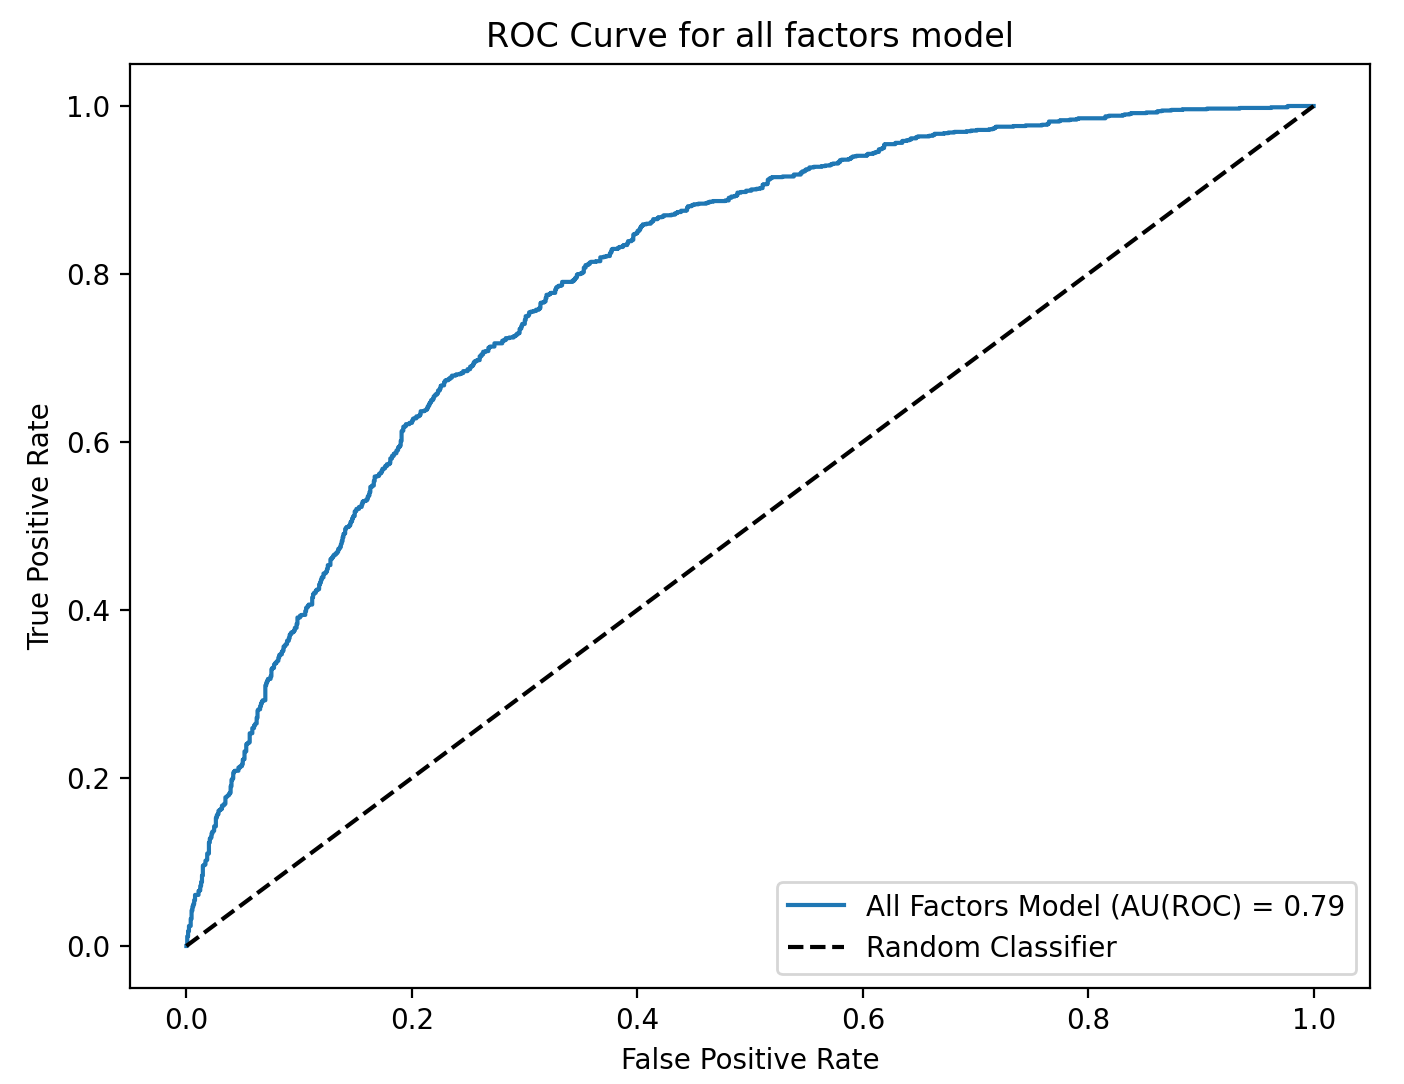 ROC Curve for all factors model
1.0
0.8
0.6
0.4
0.2
0.0
True Positive Rate
All Factors Model (AU(ROC) = 0.79
Random Classifier
0.0 0.2 0.4 0.6 0.8 1.0
False Positive Rate